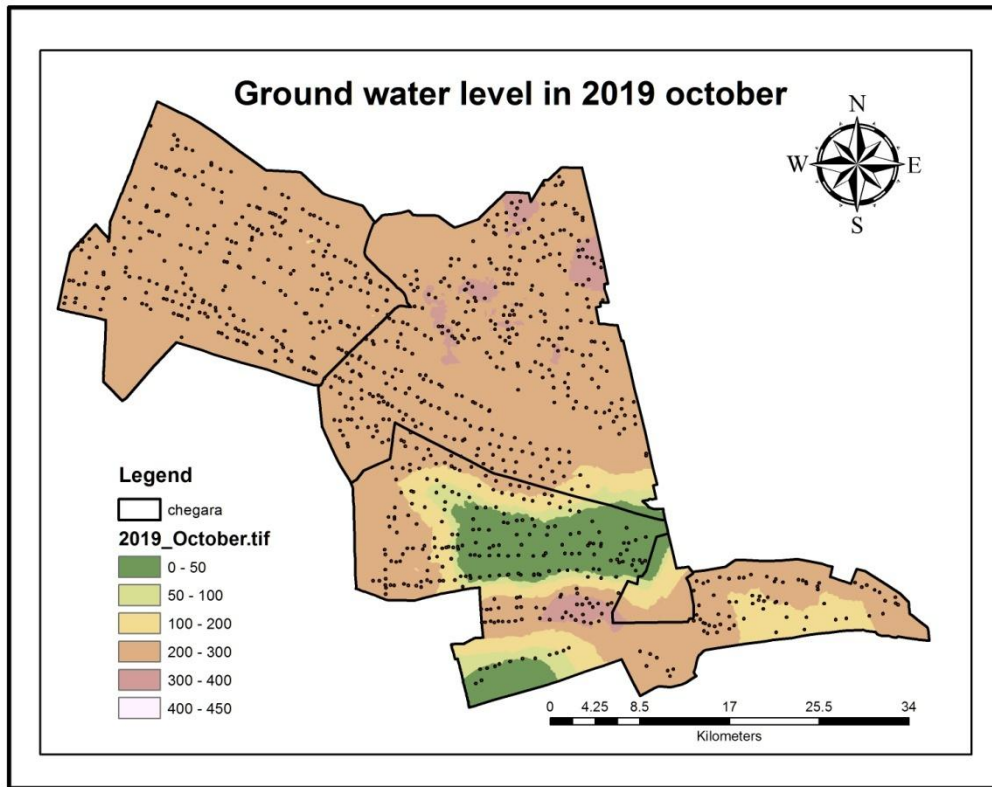 Ground water level in 2019 october
N
W E
S
Legend
chegara
2019_October.tif
0 - 50
50 - 100
100 - 200
200 - 300
300 - 400
400 - 450
0 4.25 8.5 17 25.5 34
Kilometers